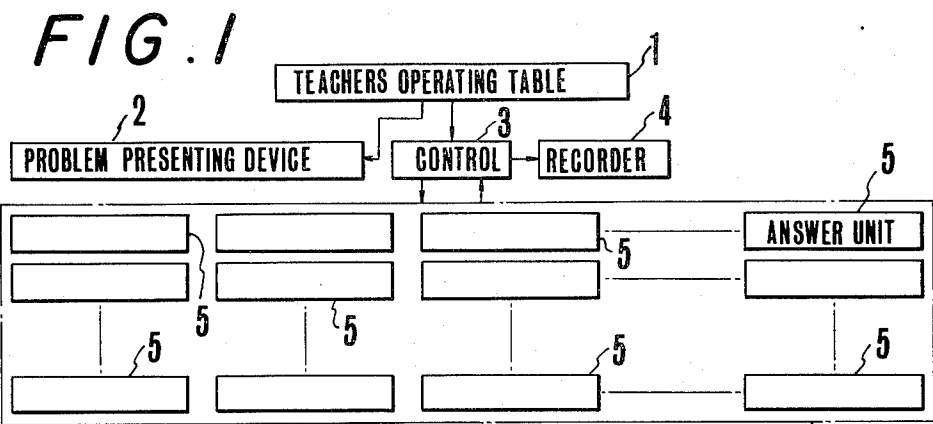 FIG.1
TEACHERS OPERATING TABLE 1
2 3 4
PROBLEM PRESENTING DEVICE CONTROL RECORDER
5
ANSWER UNIT
5
5 5
5 5 5